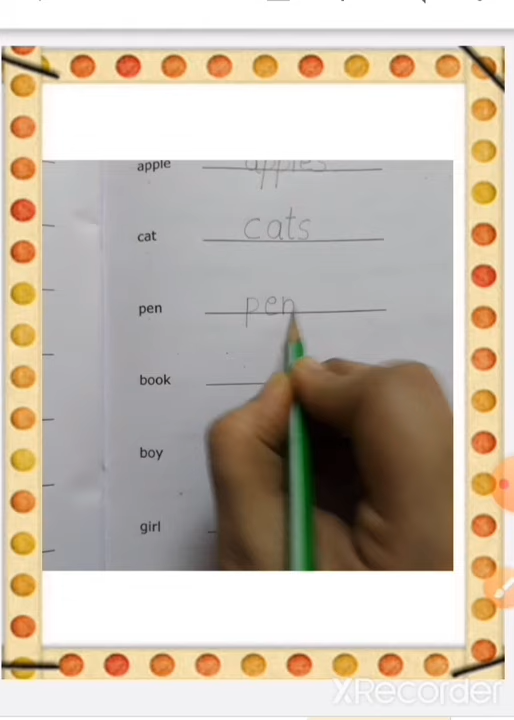 apple apples
cat cats
pen pen
book
boy
girl
XRecorder